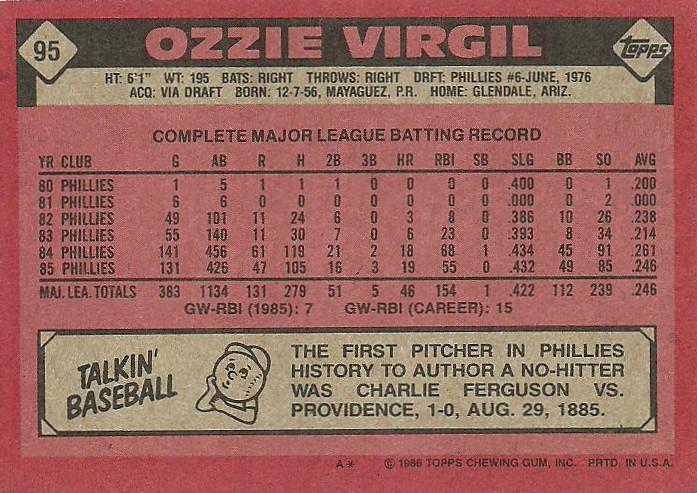 95 OZZIE VIRGIL Topps
HT: 6'1" WT: 195 BATS: RIGHT THROWS: RIGHT DRFT: PHILLIES #6-JUNE, 1976
ACQ: VIA DRAFT BORN: 12-7-56, MAYAGUEZ, P.R. HOME: GLENDALE, ARIZ.
COMPLETE MAJOR LEAGUE BATTING RECORD
YR CLUB G AB R H 2B 3B HR RBI SB SLG BB SO AVG
80 PHILLIES 1 5 1 1 1 0 0 0 0 .400 0 1 .200
81 PHILLIES 6 6 0 0 0 0 0 0 0 .000 0 2 .000
82 PHILLIES 49 101 11 24 6 0 3 8 0 .386 10 26 .238
83 PHILLIES 55 140 11 30 7 0 6 23 0 .393 8 34 .214
84 PHILLIES 141 456 61 119 21 2 18 68 1 .434 45 91 .261
85 PHILLIES 131 426 47 105 16 3 19 55 0 .432 49 85 .246
MAJ. LEA. TOTALS 383 1134 131 279 51 5 46 154 1 .422 112 239 .246
GW-RBI (1985): 7 GW-RBI (CAREER): 15
TALKIN'
BASEBALL
THE FIRST PITCHER IN PHILLIES
HISTORY TO AUTHOR A NO-HITTER
WAS CHARLIE FERGUSON VS.
PROVIDENCE, 1-0, AUG. 29, 1885.
A* © 1986 TOPPS CHEWING GUM, INC. PRTD. IN U.S.A.